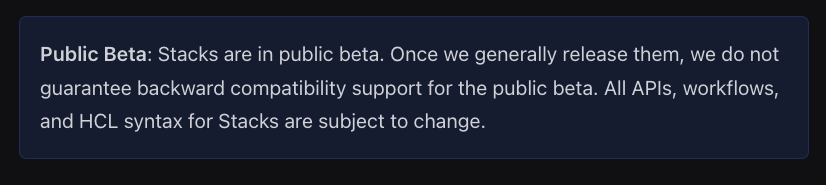 Public Beta: Stacks are in public beta. Once we generally release them, we do not
guarantee backward compatibility support for the public beta. All APIs, workflows,
and HCL syntax for Stacks are subject to change.